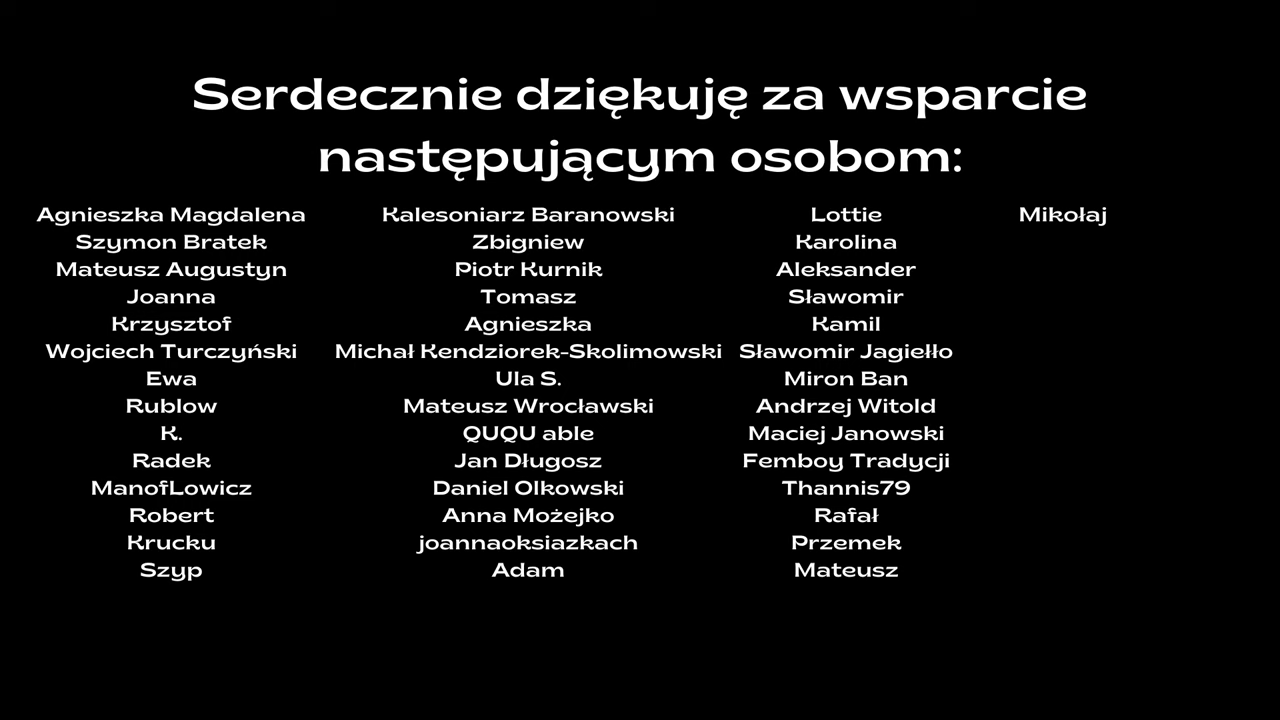 Serdecznie dziękuję za wsparcie
następującym osobom:
Agnieszka Magdalena
Szymon Bratek
Mateusz Augustyn
Joanna
Krzysztof
Wojciech Turczyński
Ewa
Rublow
K.
Radek
ManofLowicz
Robert
Krucku
Szyp
Kalesoniarz Baranowski
Zbigniew
Piotr Kurnik
Tomasz
Agnieszka
Michał Kendziorek-Skolimowski
Ula S.
Mateusz Wrocławski
QUQU able
Jan Długosz
Daniel Olkowski
Anna Możejko
joannaoksiazkach
Adam
Lottie
Karolina
Aleksander
Sławomir
Kamil
Sławomir Jagiełło
Miron Ban
Andrzej Witold
Maciej Janowski
Femboy Tradycji
Thannis79
Rafał
Przemek
Mateusz
Mikołaj